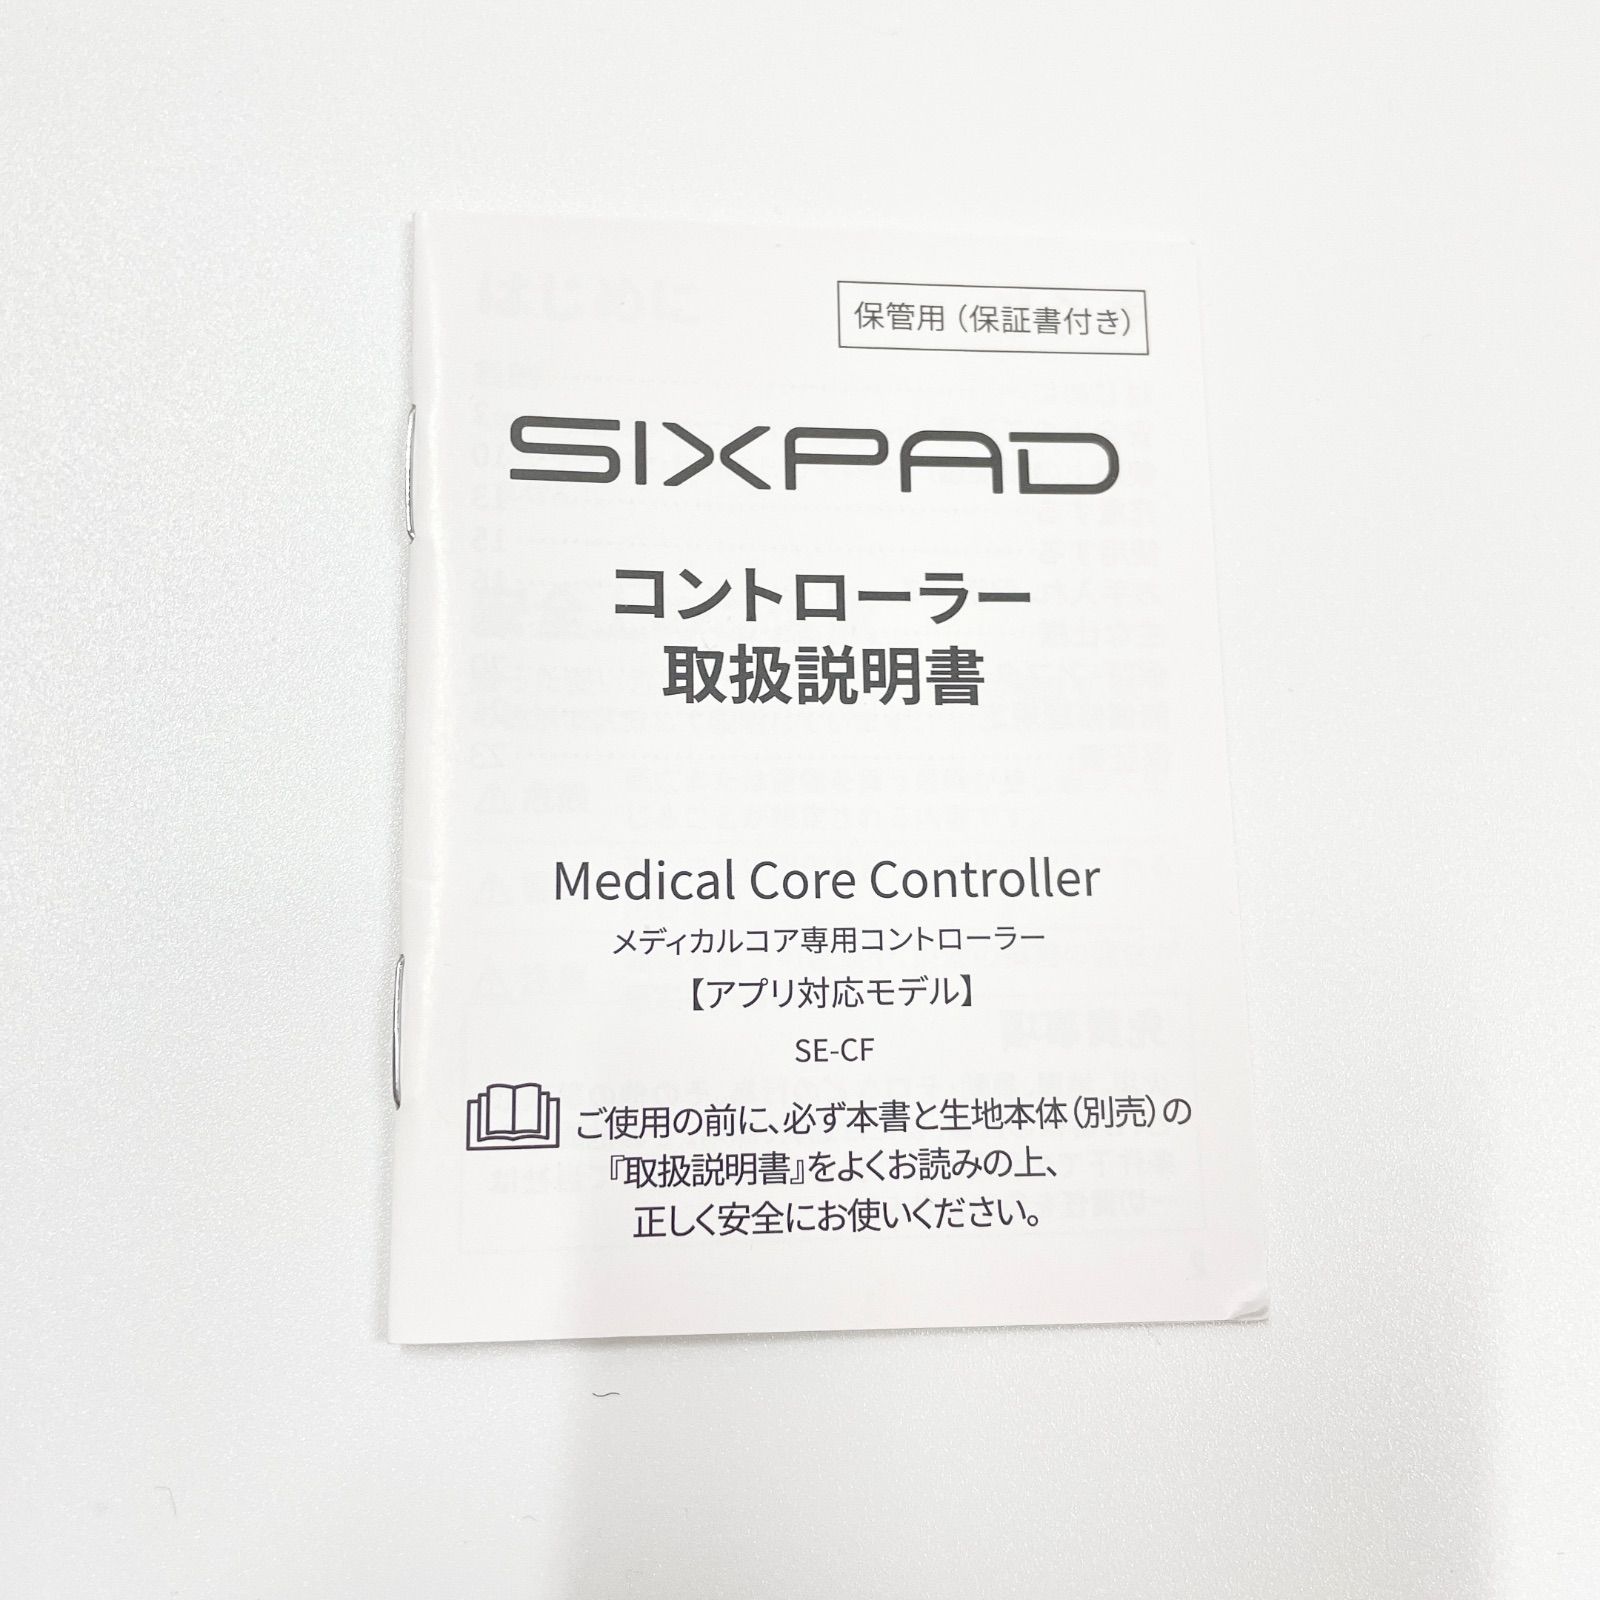 保管用（保証書付き）
SIXPAD
コントローラー
取扱説明書
Medical Core Controller
メディカルコア専用コントローラー
【アプリ対応モデル】
SE-CF
ご使用の前に、必ず本書と生地本体（別売）の
『取扱説明書』をよくお読みの上、
正しく安全にお使いください。